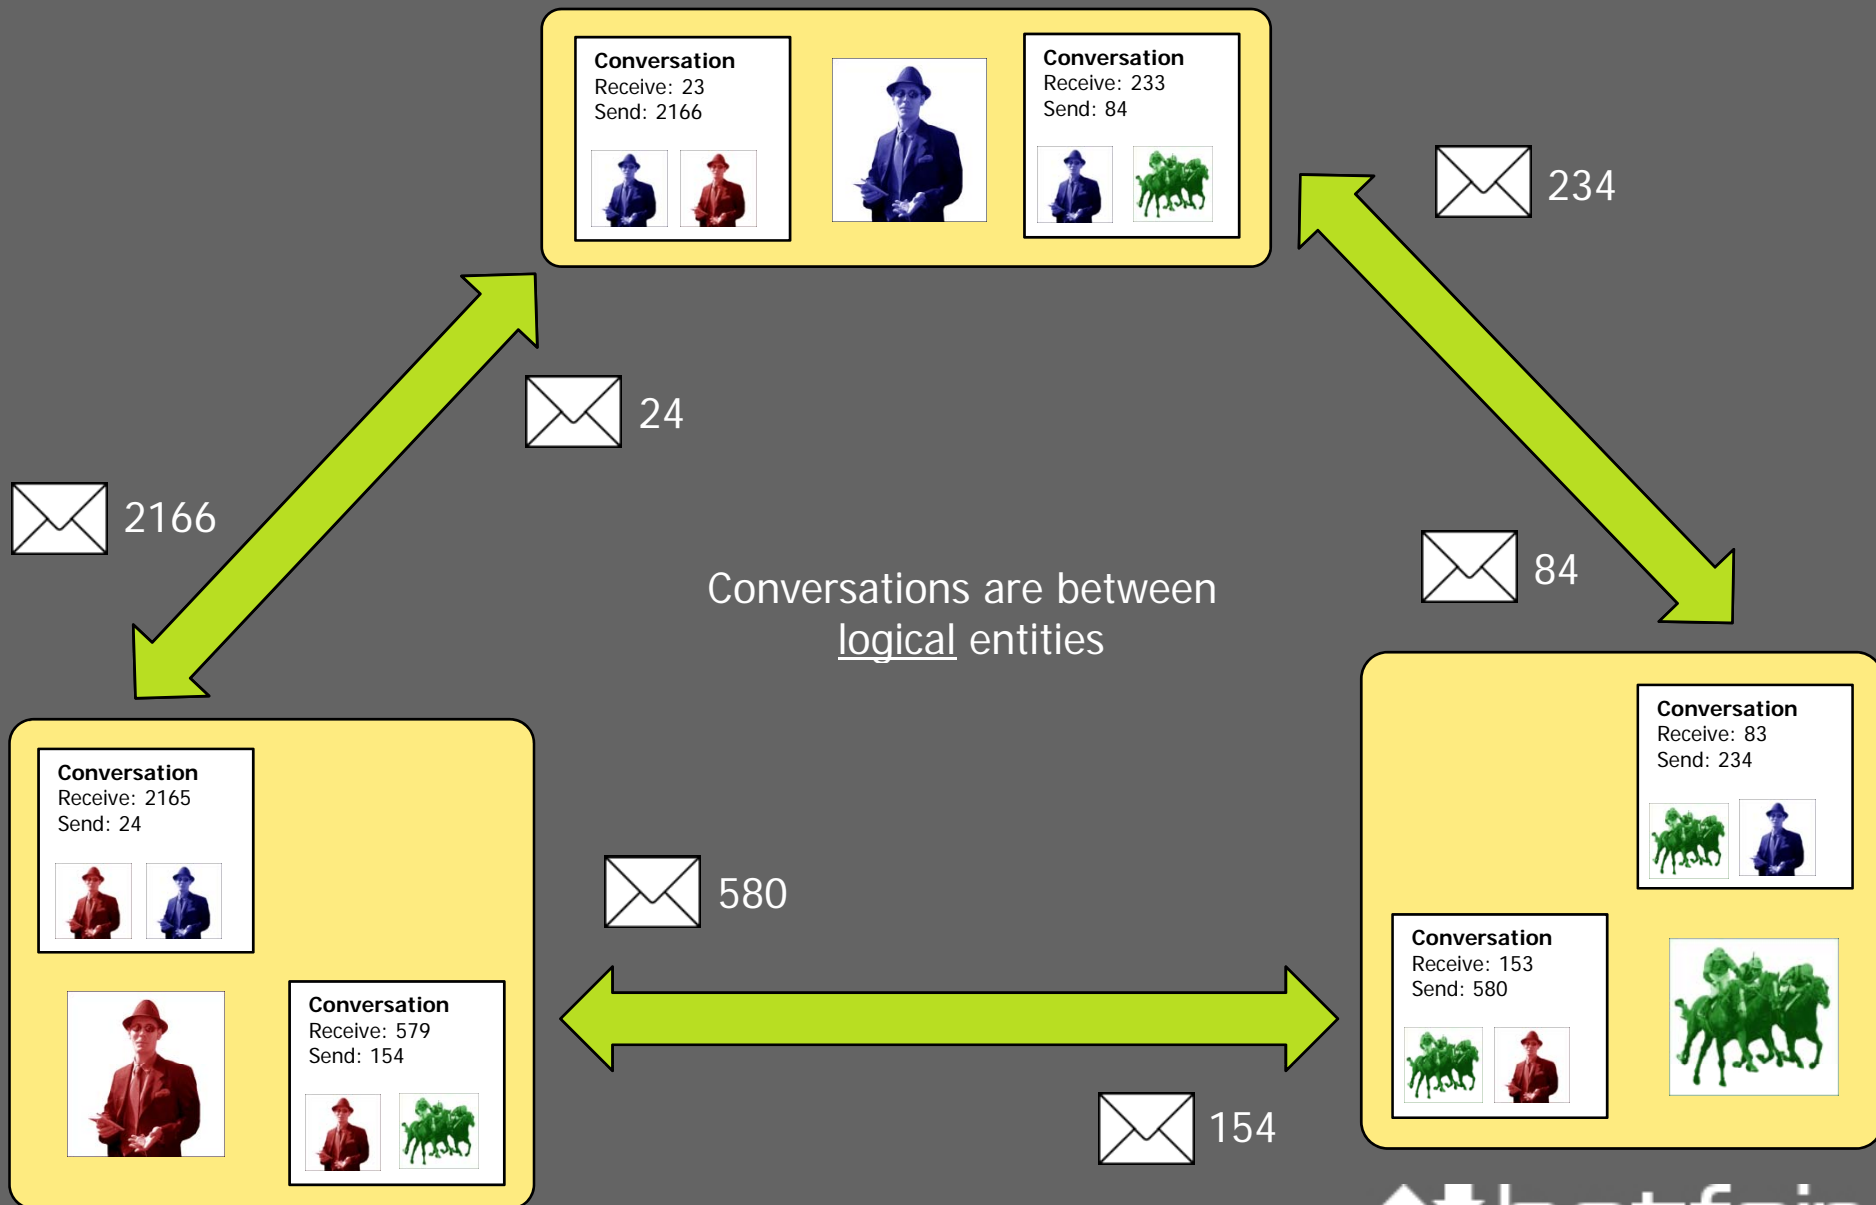 Conversation
Receive: 23
Send: 2166
Conversation
Receive: 233
Send: 84
234
24
2166
84
Conversations are between
logical entities
Conversation
Receive: 83
Send: 234
Conversation
Receive: 2165
Send: 24
580
Conversation
Receive: 153
Send: 580
Conversation
Receive: 579
Send: 154
154
betfair